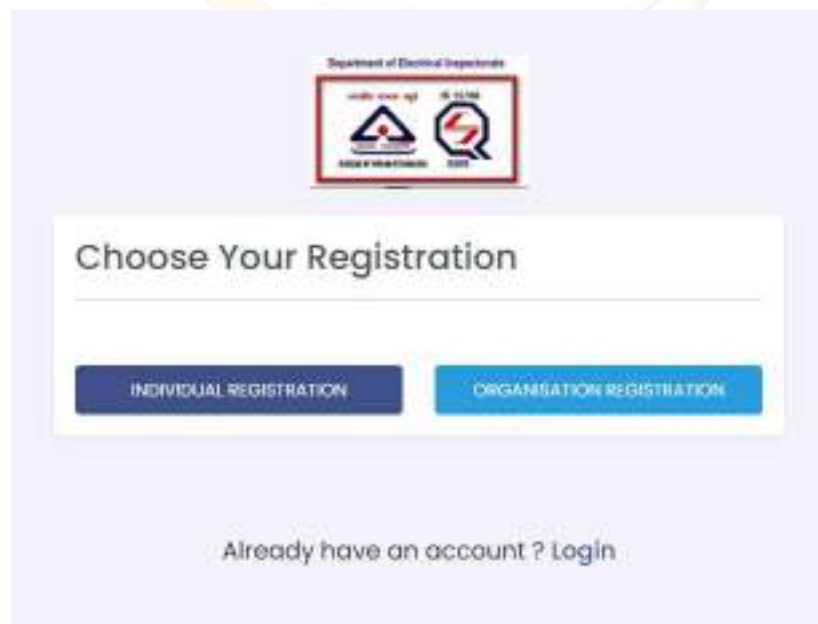 Department of Electrical Inspectorate
Choose Your Registration
INDIVIDUAL REGISTRATION
ORGANISATION REGISTRATION
Already have an account ? Login